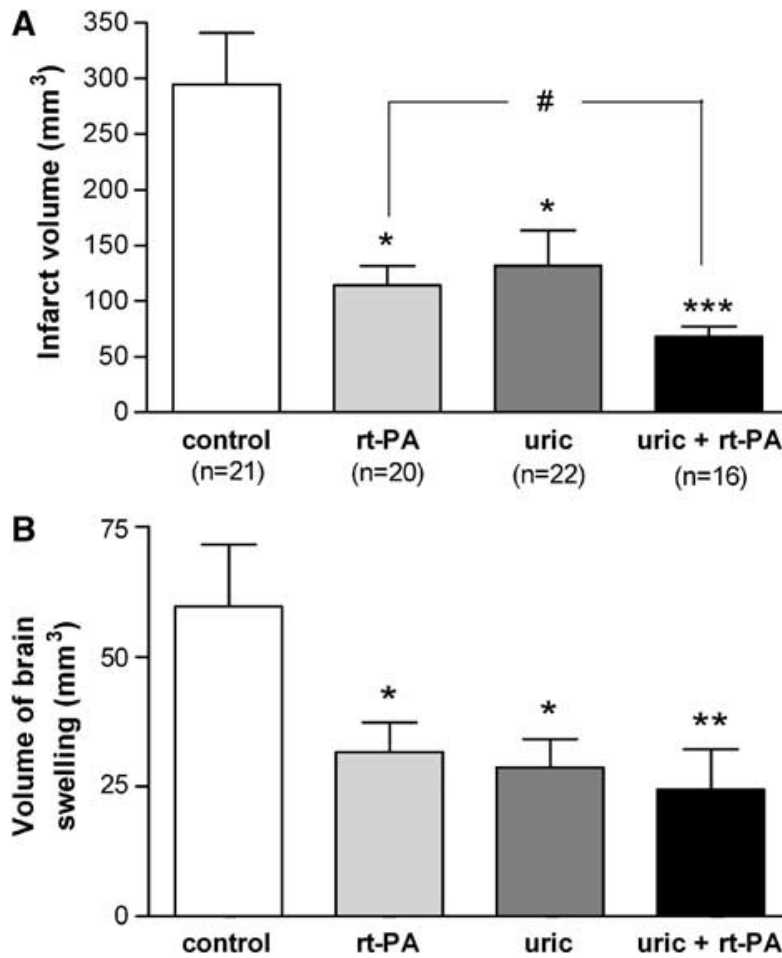 A
Infarct volume (mm³)
350
300
250
200
150
100
50
0
#
*
*
***
control rt-PA uric uric + rt-PA
(n=21) (n=20) (n=22) (n=16)
B
Volume of brain
swelling (mm³)
75
50
25
0
*
*
**
control rt-PA uric uric + rt-PA